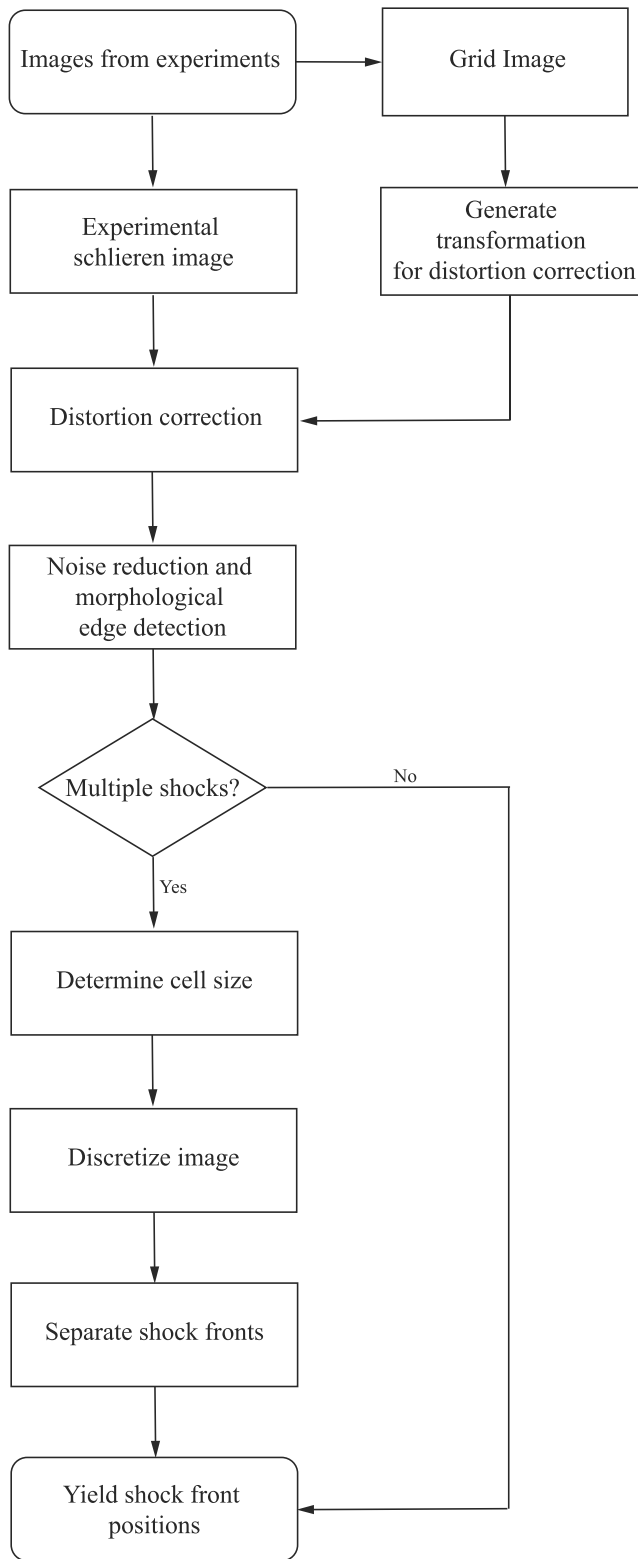 Images from experiments
Grid Image
Experimental
schlieren image
Generate
transformation
for distortion correction
Distortion correction
Noise reduction and
morphological
edge detection
Multiple shocks?
No
Yes
Determine cell size
Discretize image
Separate shock fronts
Yield shock front
positions